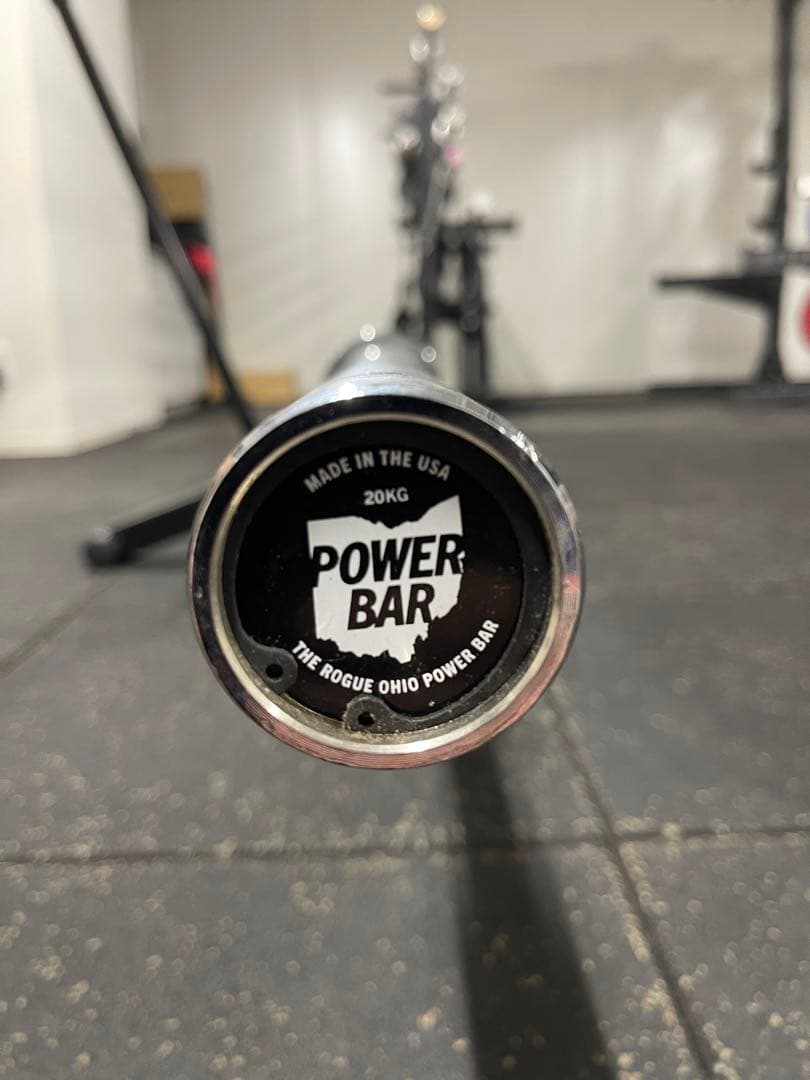 MADE IN THE USA
20KG
POWER
BAR
THE ROGUE OHIO POWER BAR